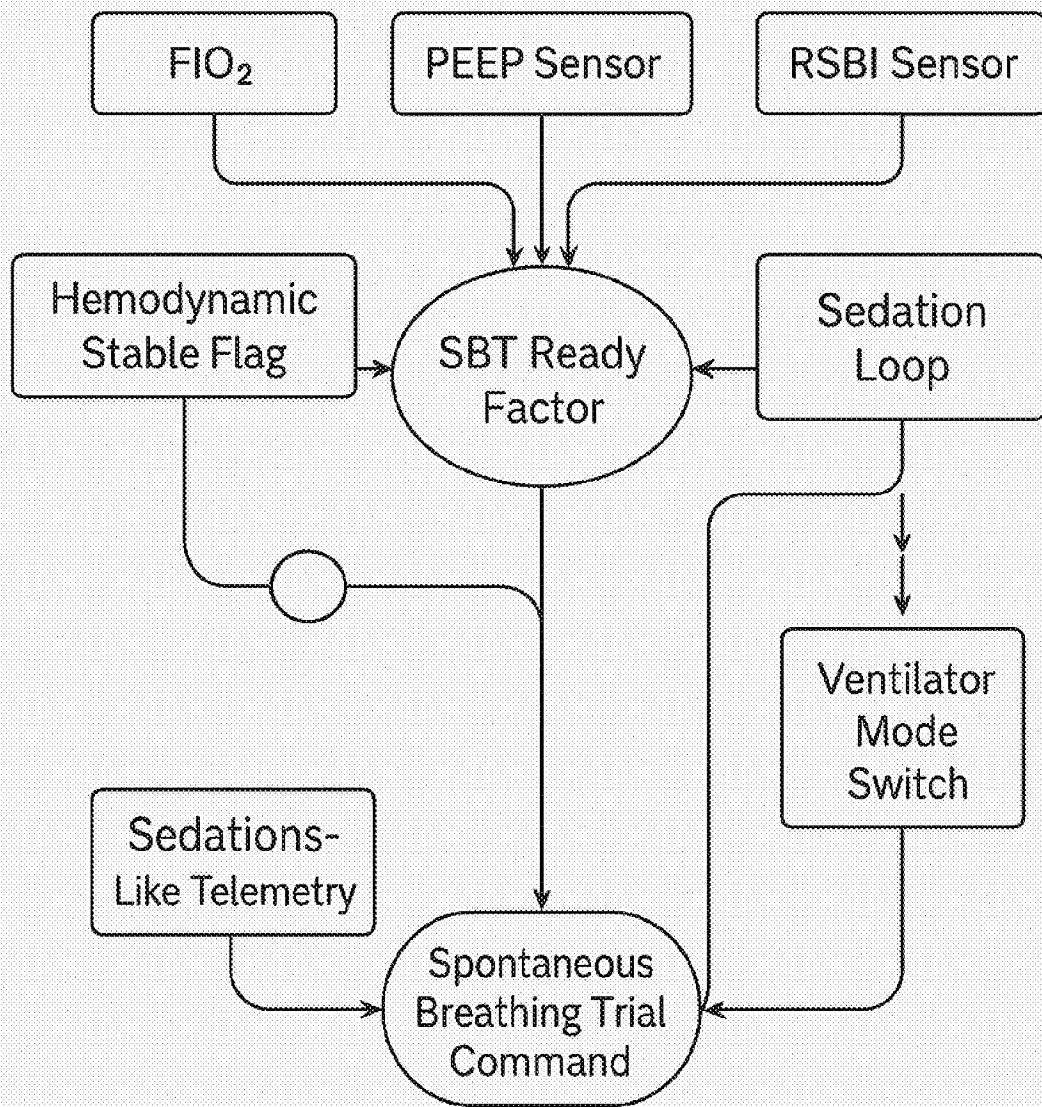 FIO₂
PEEP Sensor
RSBI Sensor
Hemodynamic
Stable Flag
SBT Ready
Factor
Sedation
Loop
Ventilator
Mode
Switch
Sedations-
Like Telemetry
Spontaneous
Breathing Trial
Command